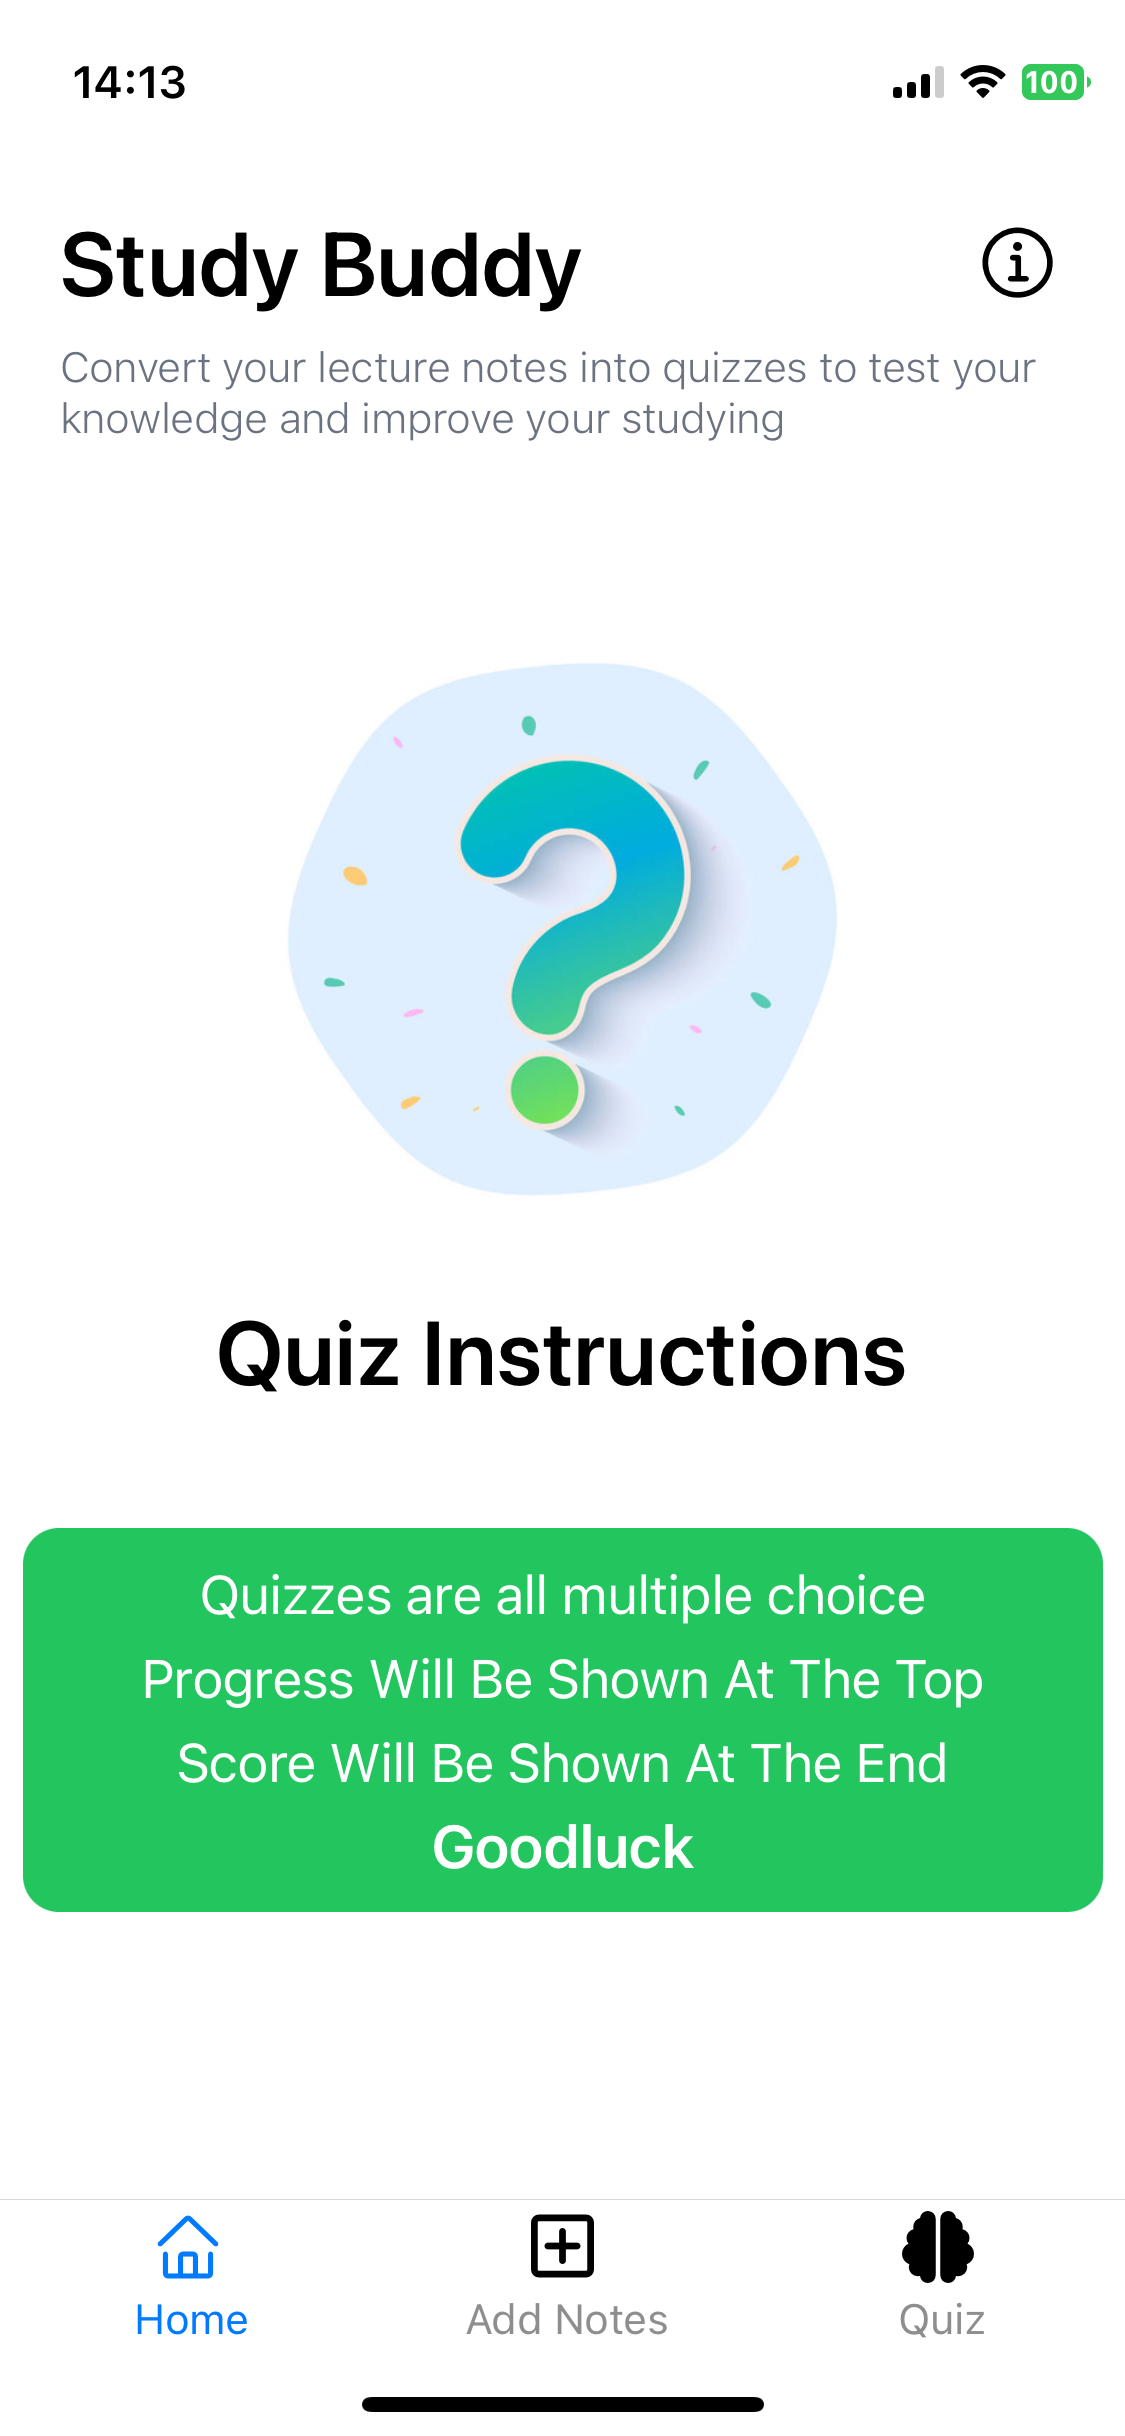 14:13
100
Study Buddy
Convert your lecture notes into quizzes to test your
knowledge and improve your studying
?
Quiz Instructions
Quizzes are all multiple choice
Progress Will Be Shown At The Top
Score Will Be Shown At The End
Goodluck
Home
Add Notes
Quiz